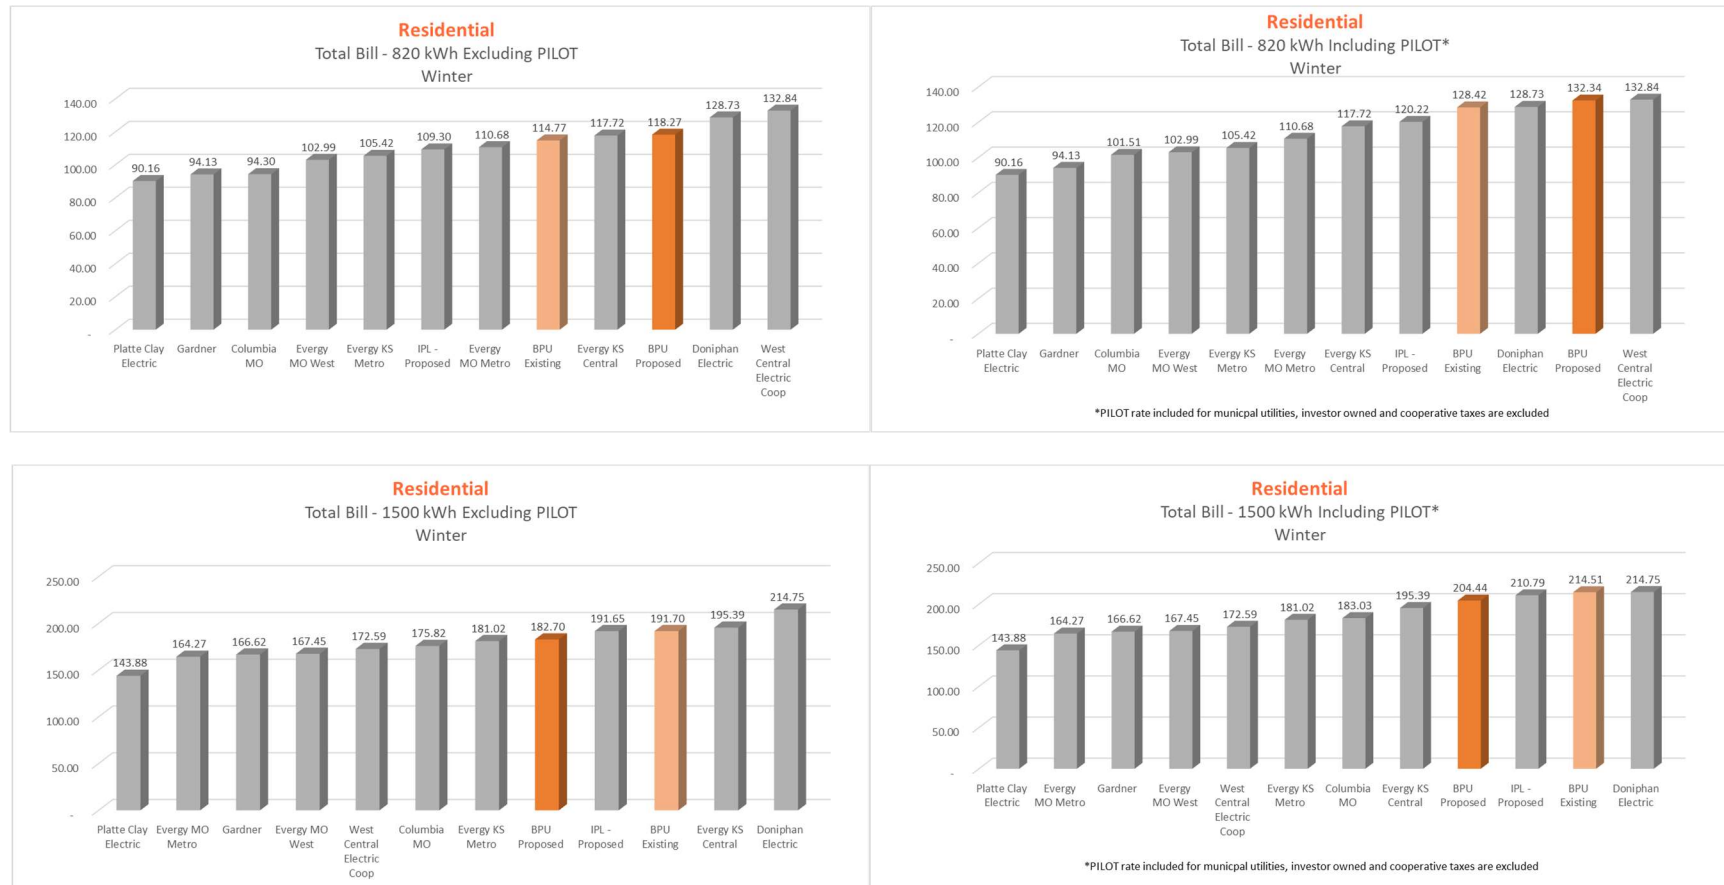 Residential
Total Bill - 820 kWh Excluding PILOT
Winter
140.00
120.00
100.00
80.00
60.00
40.00
20.00
-
90.16
94.13
94.30
102.99
105.42
109.30
110.68
114.77
117.72
118.27
128.73
132.84
Platte Clay
Electric
Gardner
Columbia
MO
Evergy
MO West
Evergy KS
Metro
IPL -
Proposed
Evergy
MO Metro
BPU
Existing
Evergy KS
Central
BPU
Proposed
Doniphan
Electric
West
Central
Electric
Coop
Residential
Total Bill - 820 kWh Including PILOT*
Winter
140.00
120.00
100.00
80.00
60.00
40.00
20.00
-
90.16
94.13
101.51
102.99
105.42
110.68
117.72
120.22
128.42
128.73
132.34
132.84
Platte Clay
Electric
Gardner
Columbia
MO
Evergy
MO West
Evergy KS
Metro
Evergy
MO Metro
Evergy KS
Central
IPL -
Proposed
BPU
Existing
Doniphan
Electric
BPU
Proposed
West
Central
Electric
Coop
*PILOT rate included for municpal utilities, investor owned and cooperative taxes are excluded
Residential
Total Bill - 1500 kWh Excluding PILOT
Winter
250.00
200.00
150.00
100.00
50.00
-
143.88
164.27
166.62
167.45
172.59
175.82
181.02
182.70
191.65
191.70
195.39
214.75
Platte Clay
Electric
Evergy MO
Metro
Gardner
Evergy MO
West
West
Central
Electric
Coop
Columbia
MO
Evergy KS
Metro
BPU
Proposed
IPL -
Proposed
BPU
Existing
Evergy KS
Central
Doniphan
Electric
Residential
Total Bill - 1500 kWh Including PILOT*
Winter
250.00
200.00
150.00
100.00
50.00
-
143.88
164.27
166.62
167.45
172.59
181.02
183.03
195.39
204.44
210.79
214.51
214.75
Platte Clay
Electric
Evergy
MO Metro
Gardner
Evergy
MO West
West
Central
Electric
Coop
Evergy KS
Metro
Columbia
MO
Evergy KS
Central
BPU
Proposed
IPL -
Proposed
BPU
Existing
Doniphan
Electric
*PILOT rate included for municpal utilities, investor owned and cooperative taxes are excluded